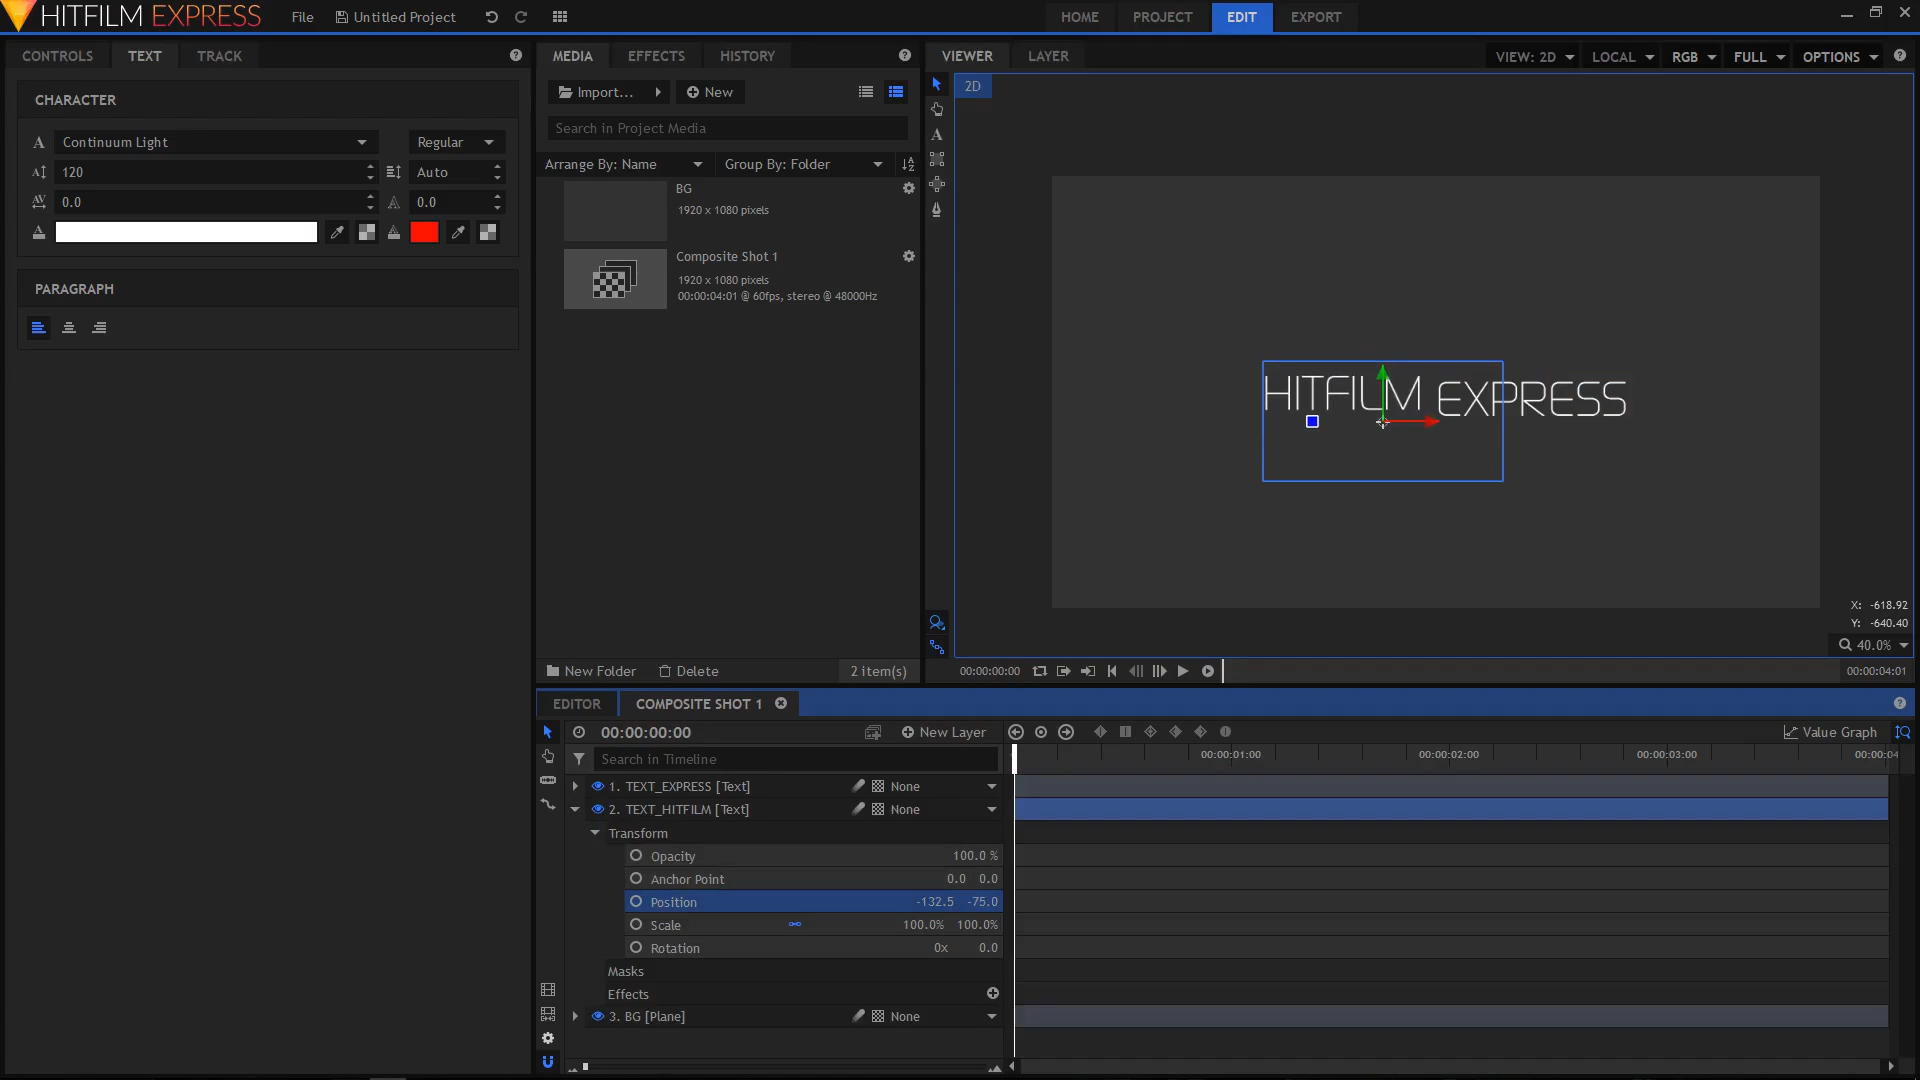 HITFILM EXPRESS
File
Untitled Project
HOME
PROJECT
EDIT
EXPORT
CONTROLS
TEXT
TRACK
CHARACTER
Continuum Light
Regular
120
Auto
0.0
0.0
PARAGRAPH
MEDIA
EFFECTS
HISTORY
Import...
New
Search in Project Media
Arrange By: Name
Group By: Folder
BG
1920 x 1080 pixels
Composite Shot 1
1920 x 1080 pixels
00:00:04:01 @ 60fps, stereo @ 48000Hz
New Folder
Delete
2 item(s)
VIEWER
LAYER
VIEW: 2D
LOCAL
RGB
FULL
OPTIONS
2D
HITFILM EXPRESS
X: -618.92
Y: -640.40
40.0%
00:00:00:00
00:00:04:01
EDITOR
COMPOSITE SHOT 1
00:00:00:00
New Layer
Value Graph
Search in Timeline
00:00:01:00
00:00:02:00
00:00:03:00
00:00:04
1. TEXT_EXPRESS [Text]
None
2. TEXT_HITFILM [Text]
None
Transform
Opacity
100.0 %
Anchor Point
0.0 0.0
Position
-132.5 -75.0
Scale
100.0% 100.0%
Rotation
0x 0.0
Masks
Effects
3. BG [Plane]
None